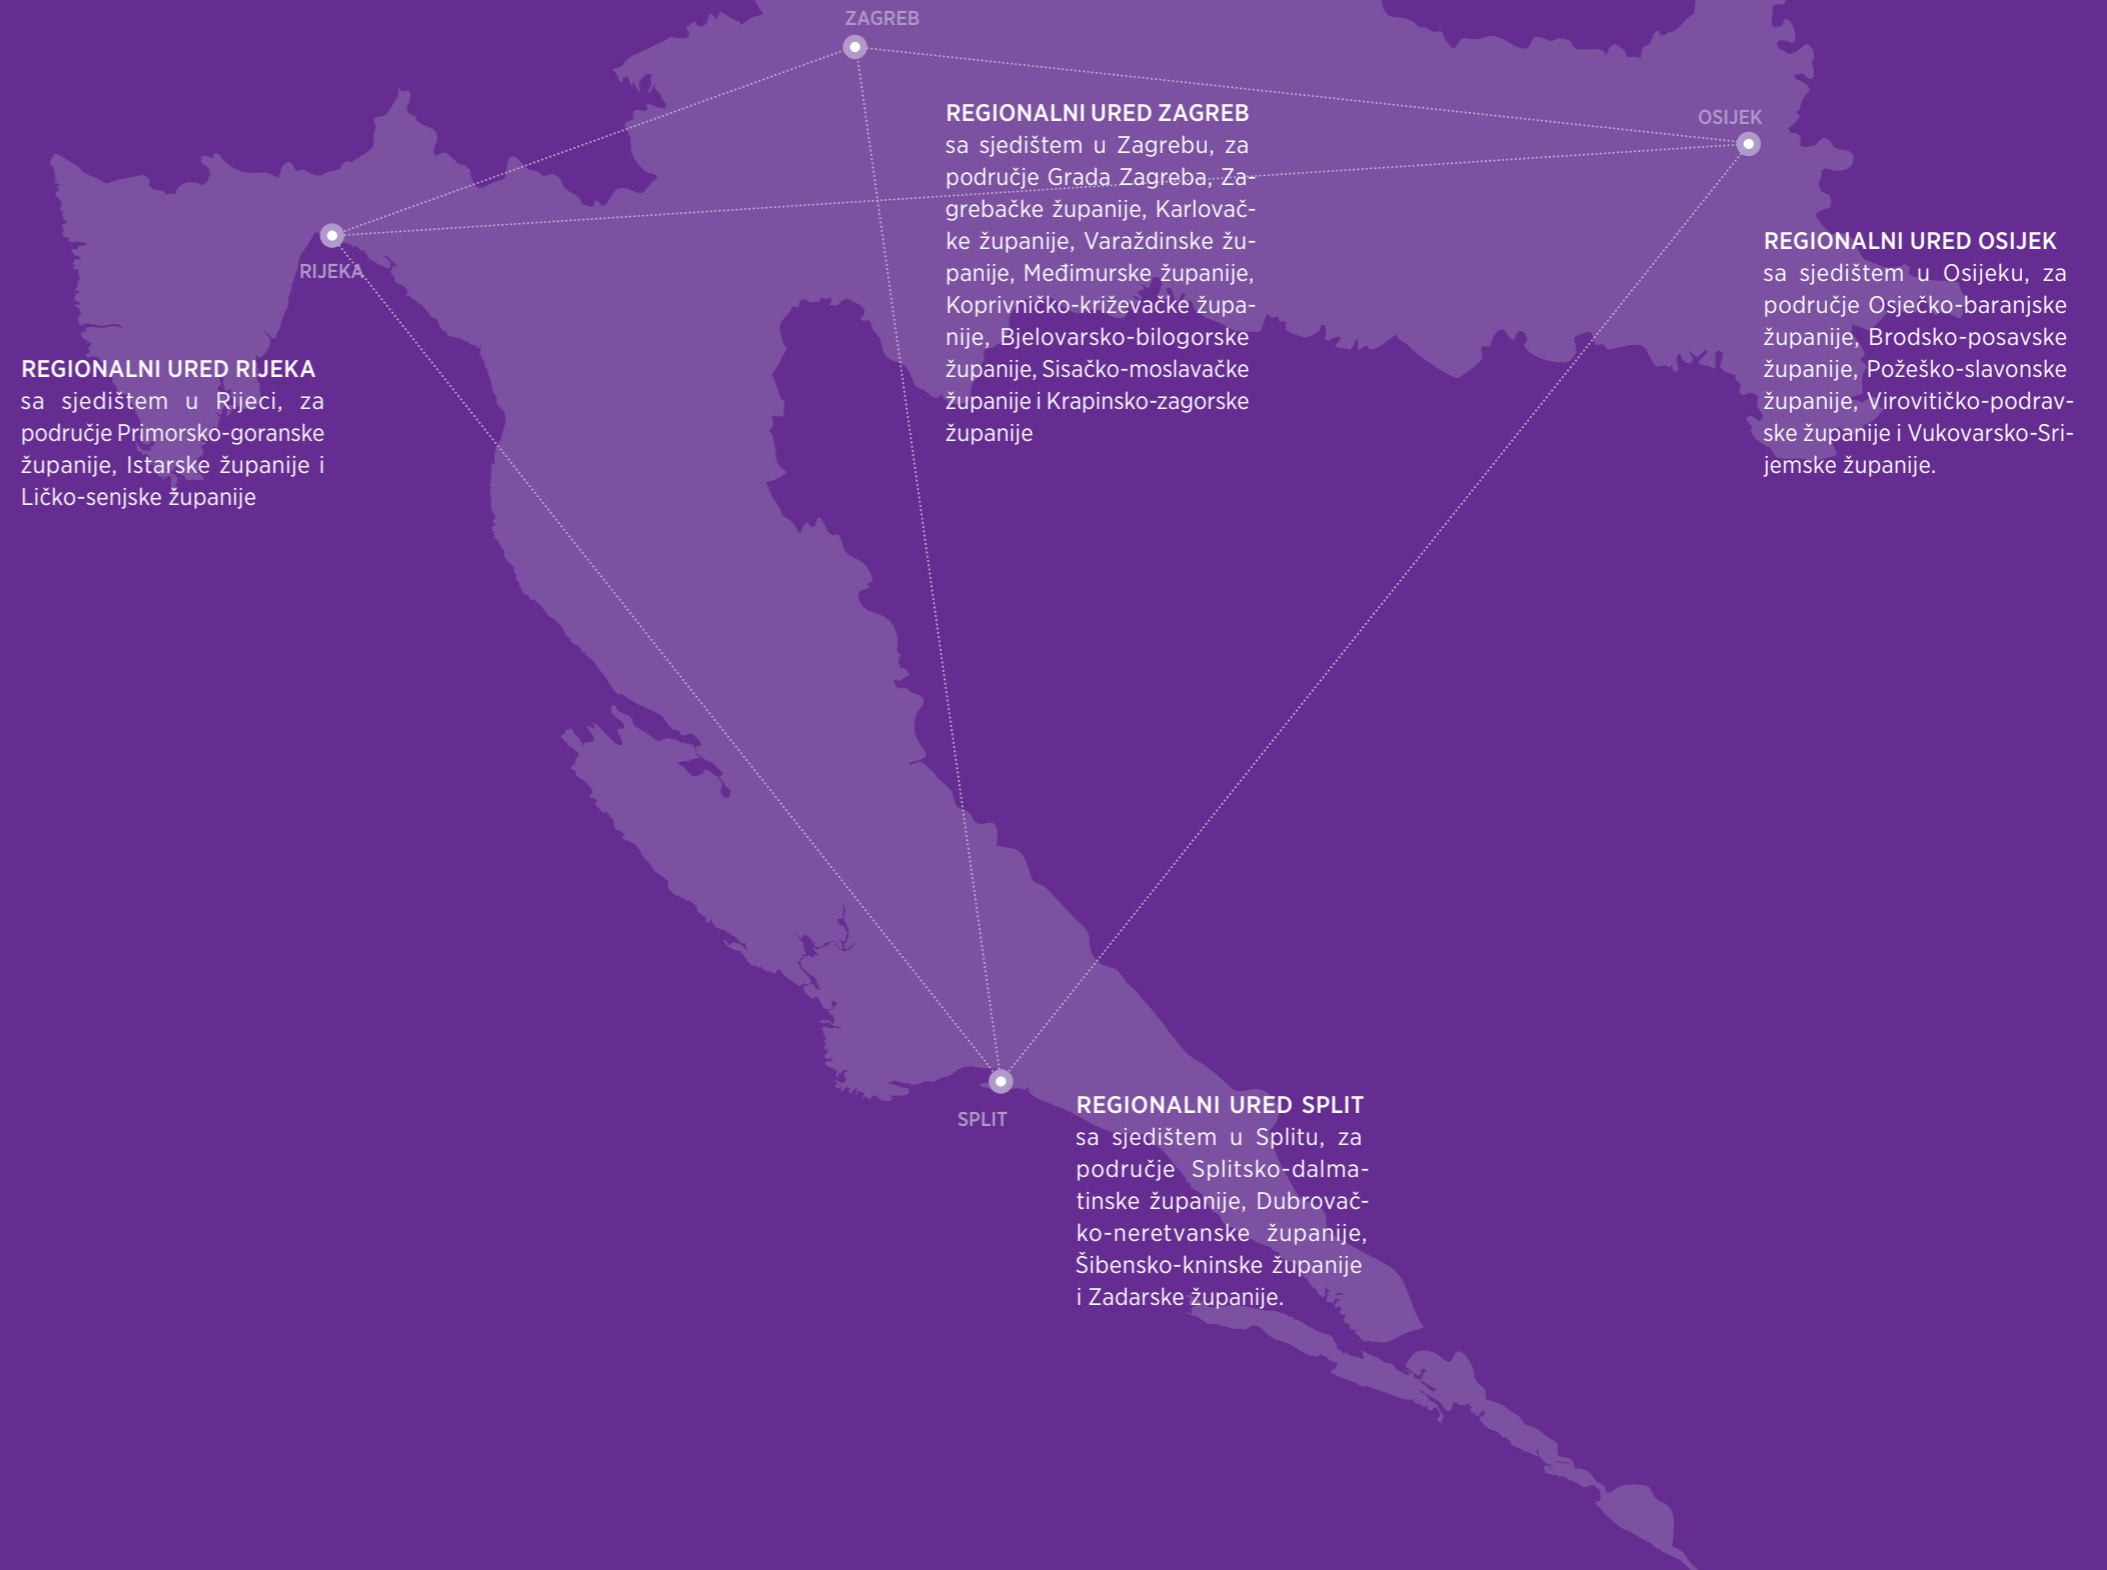 ZAGREB
REGIONALNI URED ZAGREB
sa sjedištem u Zagrebu, za
područje Grada Zagreba, Za-
grebačke županije, Karlovač-
ke županije, Varaždinske žu-
panije, Međimurske županije,
Koprivničko-križevačke župa-
nije, Bjelovarsko-bilogorske
županije, Sisačko-moslavačke
županije i Krapinsko-zagorske
županije
OSIJEK
REGIONALNI URED OSIJEK
sa sjedištem u Osijeku, za
područje Osječko-baranjske
županije, Brodsko-posavske
županije, Požeško-slavonske
županije, Virovitičko-podrav-
ske županije i Vukovarsko-Sri-
jemske županije.
RIJEKA
REGIONALNI URED RIJEKA
sa sjedištem u Rijeci, za
područje Primorsko-goranske
županije, Istarske županije i
Ličko-senjske županije
SPLIT
REGIONALNI URED SPLIT
sa sjedištem u Splitu, za
područje Splitsko-dalma-
tinske županije, Dubrovač-
ko-neretvanske županije,
Šibensko-kninske županije
i Zadarske županije.